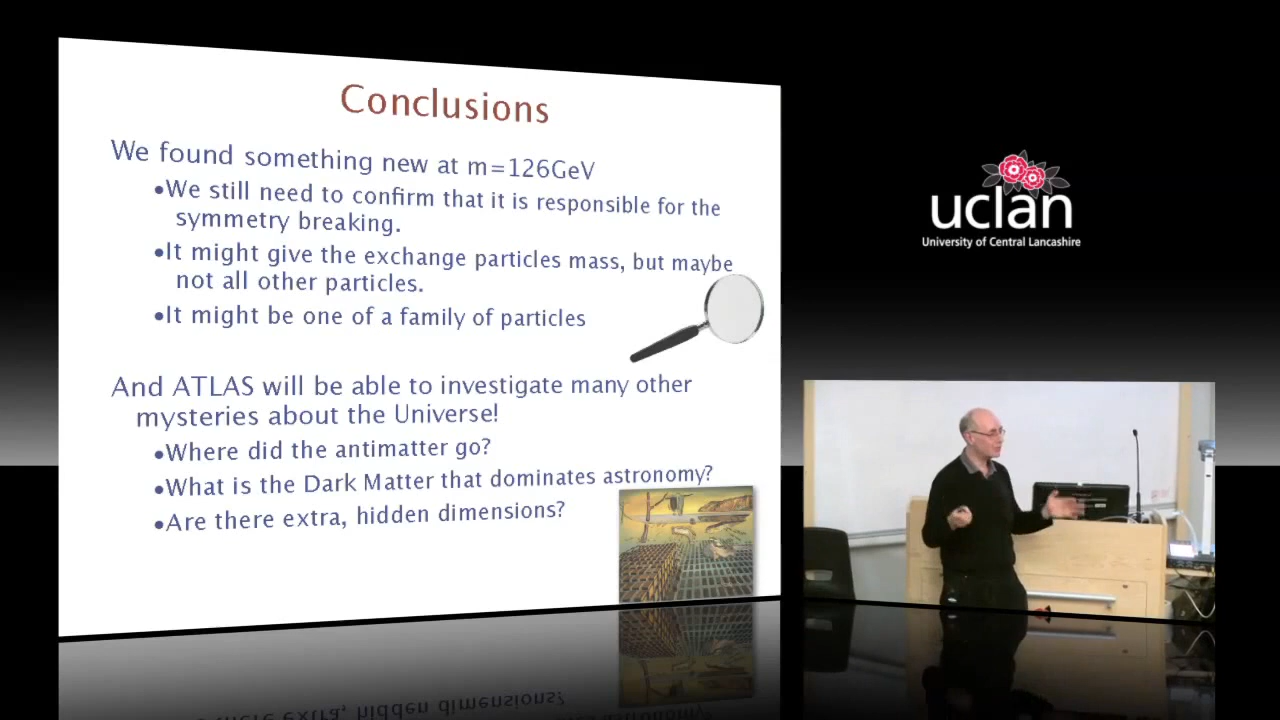 Conclusions
We found something new at m=126GeV
•We still need to confirm that it is responsible for the
symmetry breaking.
•It might give the exchange particles mass, but maybe
not all other particles.
•It might be one of a family of particles
And ATLAS will be able to investigate many other
mysteries about the Universe!
•Where did the antimatter go?
•What is the Dark Matter that dominates astronomy?
•Are there extra, hidden dimensions?
uclan
University of Central Lancashire